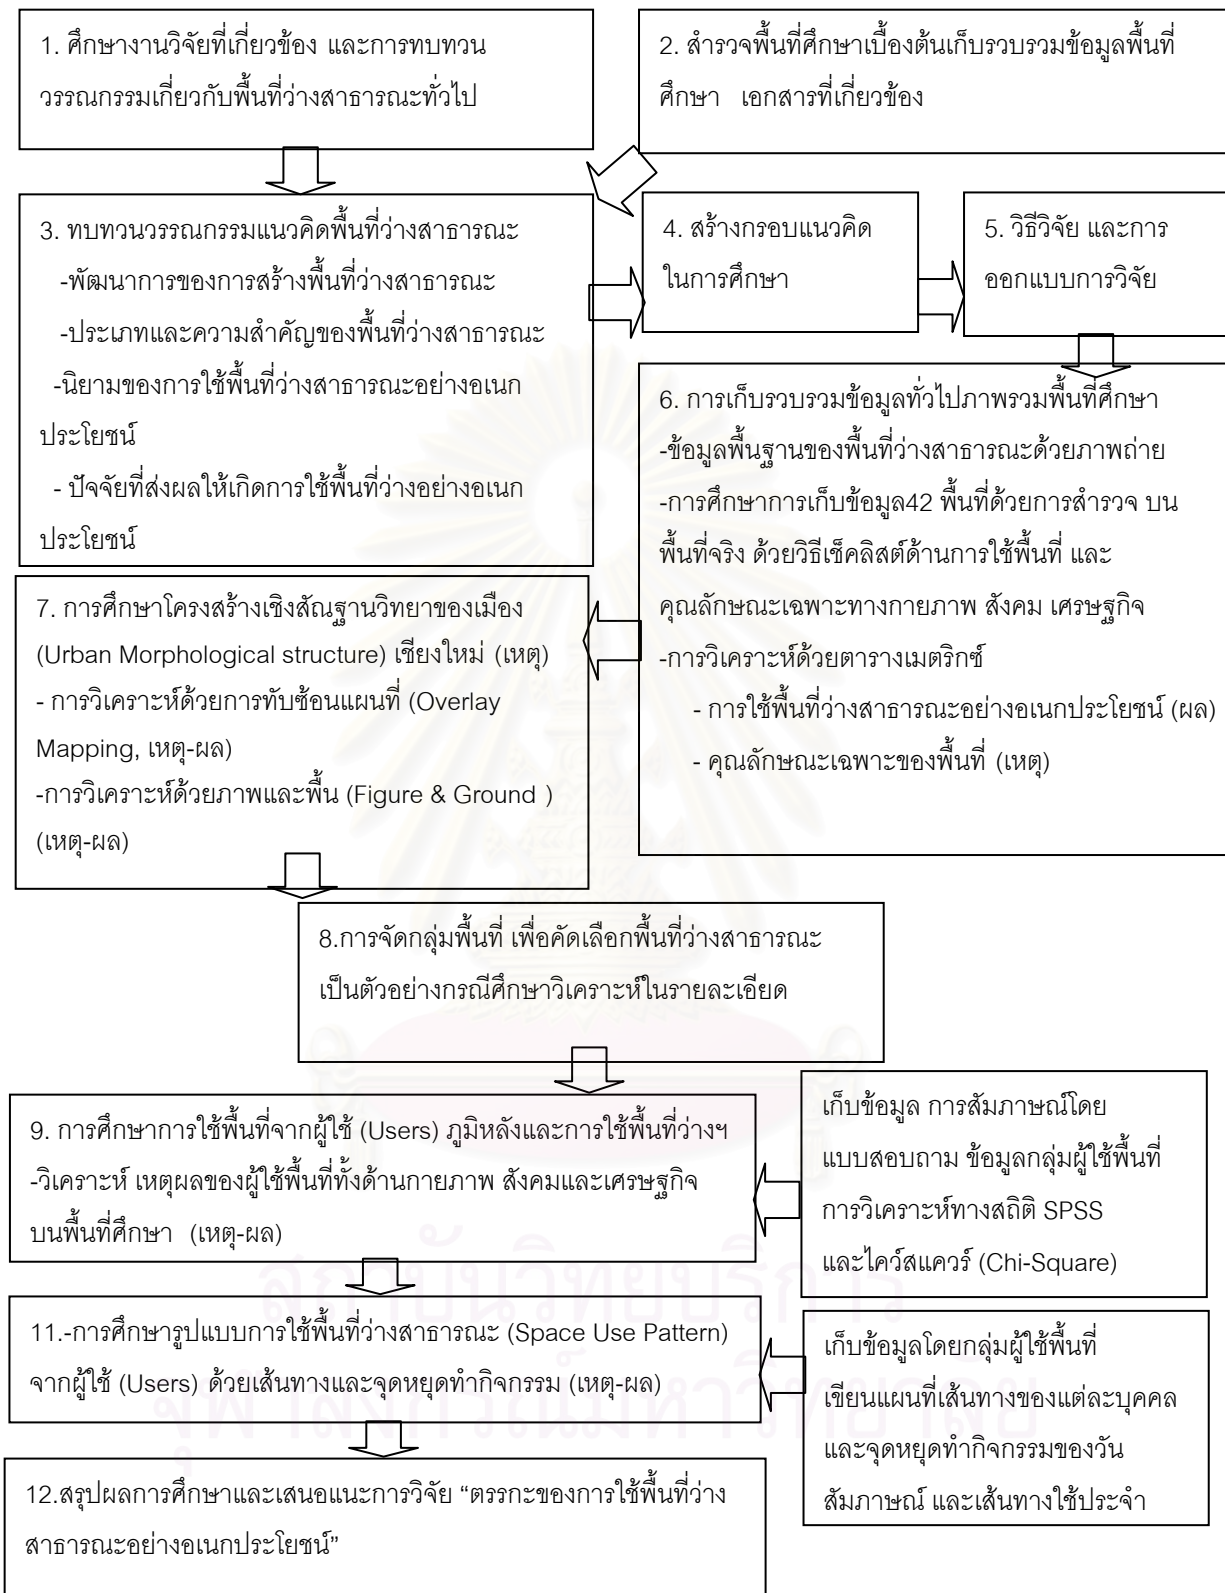 1. ศึกษางานวิจัยที่เกี่ยวข้อง และการทบทวน
วรรณกรรมเกี่ยวกับพื้นที่ว่างสาธารณะทั่วไป
2. สำรวจพื้นที่ศึกษาเบื้องต้นเก็บรวบรวมข้อมูลพื้นที่
ศึกษา เอกสารที่เกี่ยวข้อง
3. ทบทวนวรรณกรรมแนวคิดพื้นที่ว่างสาธารณะ
-พัฒนาการของการสร้างพื้นที่ว่างสาธารณะ
-ประเภทและความสำคัญของพื้นที่ว่างสาธารณะ
-นิยามของการใช้พื้นที่ว่างสาธารณะอย่างอเนก
ประโยชน์
- ปัจจัยที่ส่งผลให้เกิดการใช้พื้นที่ว่างอย่างอเนก
ประโยชน์
4. สร้างกรอบแนวคิด
ในการศึกษา
5. วิธีวิจัย และการ
ออกแบบการวิจัย
6. การเก็บรวบรวมข้อมูลทั่วไปภาพรวมพื้นที่ศึกษา
-ข้อมูลพื้นฐานของพื้นที่ว่างสาธารณะด้วยภาพถ่าย
-การศึกษาการเก็บข้อมูล42 พื้นที่ด้วยการสำรวจ บน
พื้นที่จริง ด้วยวิธีเช็คลิสต์ด้านการใช้พื้นที่ และ
คุณลักษณะเฉพาะทางกายภาพ สังคม เศรษฐกิจ
-การวิเคราะห์ด้วยตารางเมตริกซ์
- การใช้พื้นที่ว่างสาธารณะอย่างอเนกประโยชน์ (ผล)
- คุณลักษณะเฉพาะของพื้นที่ (เหตุ)
7. การศึกษาโครงสร้างเชิงสัณฐานวิทยาของเมือง
(Urban Morphological structure) เชียงใหม่ (เหตุ)
- การวิเคราะห์ด้วยการทับซ้อนแผนที่ (Overlay
Mapping, เหตุ-ผล)
-การวิเคราะห์ด้วยภาพและพื้น (Figure & Ground )
(เหตุ-ผล)
8.การจัดกลุ่มพื้นที่ เพื่อคัดเลือกพื้นที่ว่างสาธารณะ
เป็นตัวอย่างกรณีศึกษาวิเคราะห์ในรายละเอียด
9. การศึกษาการใช้พื้นที่จากผู้ใช้ (Users) ภูมิหลังและการใช้พื้นที่ว่างฯ
-วิเคราะห์ เหตุผลของผู้ใช้พื้นที่ทั้งด้านกายภาพ สังคมและเศรษฐกิจ
บนพื้นที่ศึกษา (เหตุ-ผล)
เก็บข้อมูล การสัมภาษณ์โดย
แบบสอบถาม ข้อมูลกลุ่มผู้ใช้พื้นที่
การวิเคราะห์ทางสถิติ SPSS
และไคว์สแควร์ (Chi-Square)
11.-การศึกษารูปแบบการใช้พื้นที่ว่างสาธารณะ (Space Use Pattern)
จากผู้ใช้ (Users) ด้วยเส้นทางและจุดหยุดทำกิจกรรม (เหตุ-ผล)
เก็บข้อมูลโดยกลุ่มผู้ใช้พื้นที่
เขียนแผนที่เส้นทางของแต่ละบุคคล
และจุดหยุดทำกิจกรรมของวัน
สัมภาษณ์ และเส้นทางใช้ประจำ
12.สรุปผลการศึกษาและเสนอแนะการวิจัย “ตรรกะของการใช้พื้นที่ว่าง
สาธารณะอย่างอเนกประโยชน์”
สถาบันวิทยบริการ
จุฬาลงกรณ์มหาวิทยาลัย